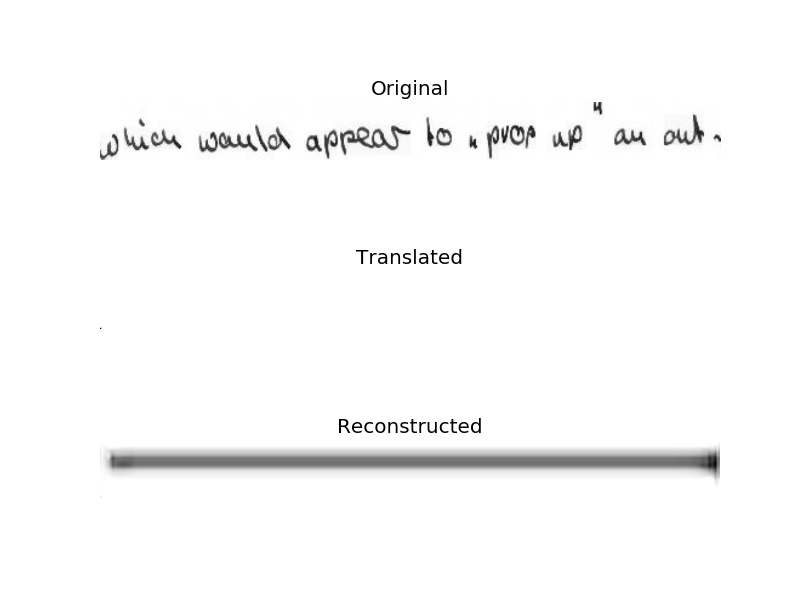 Original
which would appear to „prop up" an out-
Translated
Reconstructed